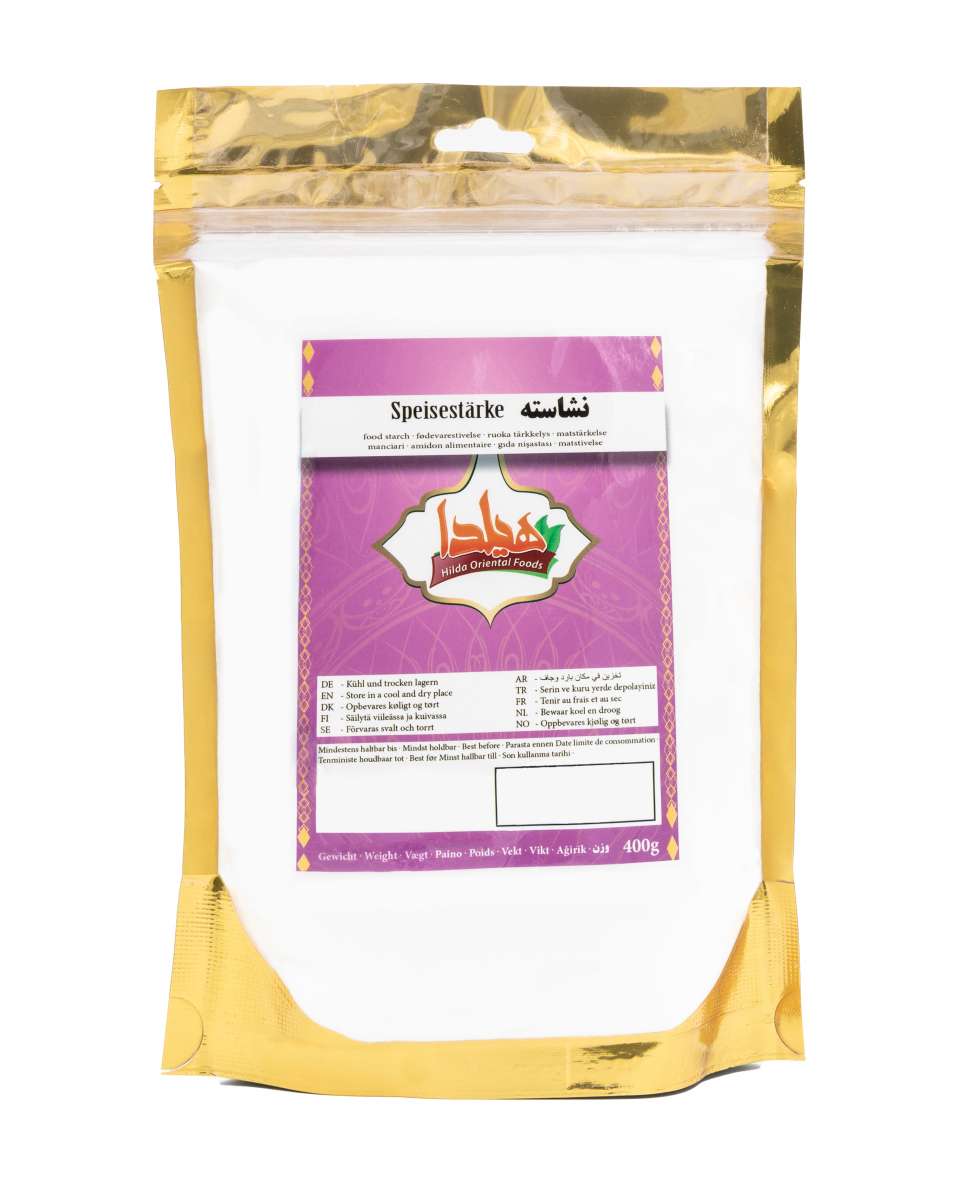 Speisestärke نشاسته
food starch · fødevarestivelse · ruoka tärkkelys · matstärkelse
manciari · amidon alimentaire · gıda nişastası · matstivelse
هیلدا
Hilda Oriental Foods
DE - Kühl und trocken lagern
EN - Store in a cool and dry place
DK - Opbevares køligt og tørt
FI - Säilytä viileässa ja kuivassa
SE - Förvaras svalt och torrt
AR - تخزين في مكان بارد وجاف
TR - Serin ve kuru yerde depolayiniz
FR - Tenir au frais et au sec
NL - Bewaar koel en droog
NO - Oppbevares kjølig og tørt
Mindestens haltbar bis · Mindst holdbar · Best before · Parasta ennen Date limite de consommation
Tenministe houdbaar tot · Best før Minst hallbar till · Son kullanma tarihi ·
Gewicht · Weight · Vægt · Paino · Poids · Vekt · Vikt · Ağirik · وزن 400g